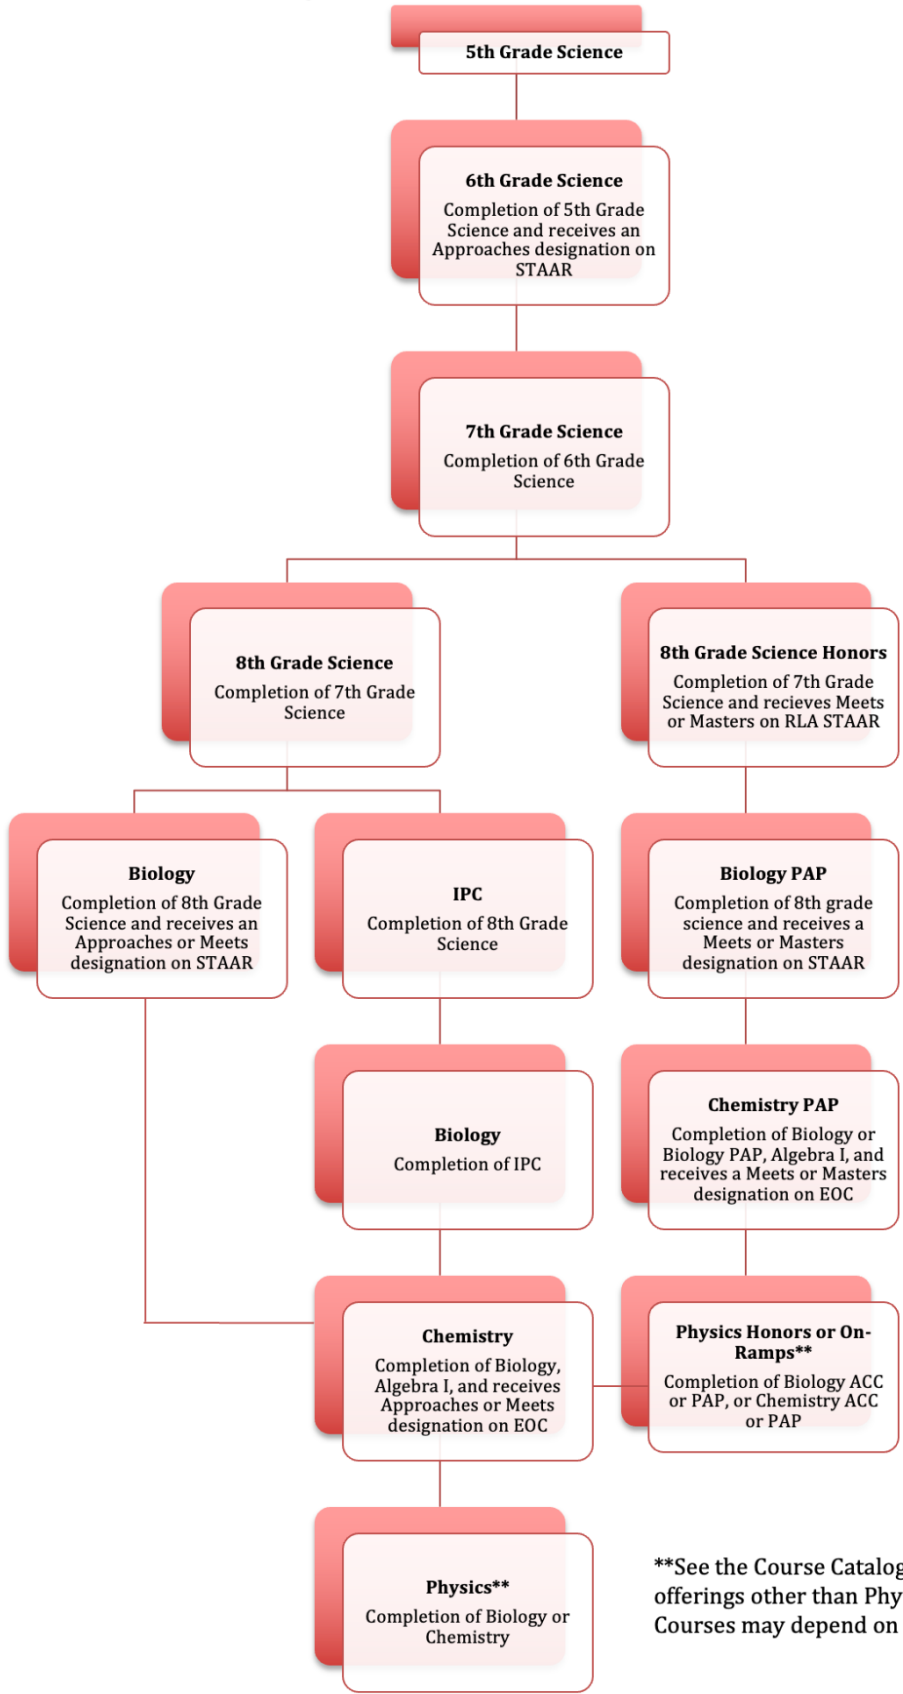 5th Grade Science
6th Grade Science
Completion of 5th Grade
Science and receives an
Approaches designation on
STAAR
7th Grade Science
Completion of 6th Grade
Science
8th Grade Science
Completion of 7th Grade
Science
8th Grade Science Honors
Completion of 7th Grade
Science and recieves Meets
or Masters on RLA STAAR
Biology
Completion of 8th Grade
Science and receives an
Approaches or Meets
designation on STAAR
IPC
Completion of 8th Grade
Science
Biology PAP
Completion of 8th grade
science and receives a
Meets or Masters
designation on STAAR
Biology
Completion of IPC
Chemistry PAP
Completion of Biology or
Biology PAP, Algebra I, and
receives a Meets or Masters
designation on EOC
Chemistry
Completion of Biology,
Algebra I, and receives
Approaches or Meets
designation on EOC
Physics Honors or On-
Ramps**
Completion of Biology ACC
or PAP, or Chemistry ACC
or PAP
Physics**
Completion of Biology or
Chemistry
**See the Course Catalog
offerings other than Phy
Courses may depend on